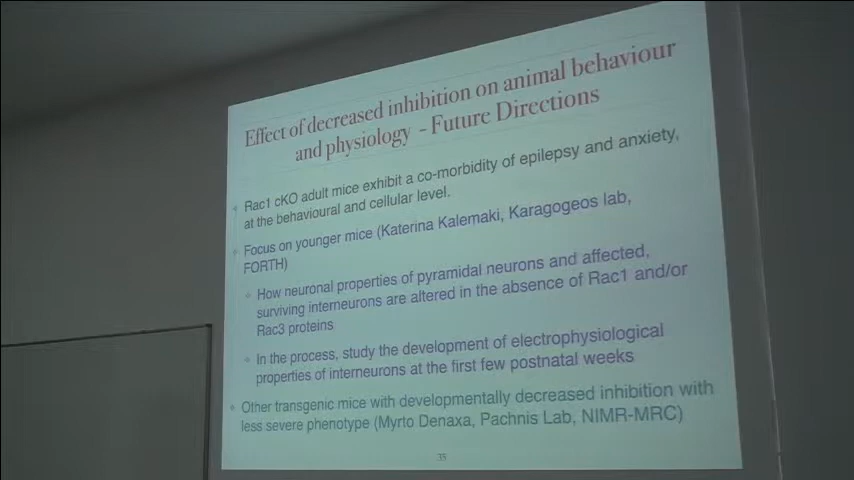 Effect of decreased inhibition on animal behaviour
and physiology - Future Directions
Rac1 cKO adult mice exhibit a co-morbidity of epilepsy and anxiety,
at the behavioural and cellular level.
Focus on younger mice (Katerina Kalemaki, Karagogeos lab,
FORTH)
How neuronal properties of pyramidal neurons and affected,
surviving interneurons are altered in the absence of Rac1 and/or
Rac3 proteins
In the process, study the development of electrophysiological
properties of interneurons at the first few postnatal weeks
Other transgenic mice with developmentally decreased inhibition with
less severe phenotype (Myrto Denaxa, Pachnis Lab, NIMR-MRC)
33